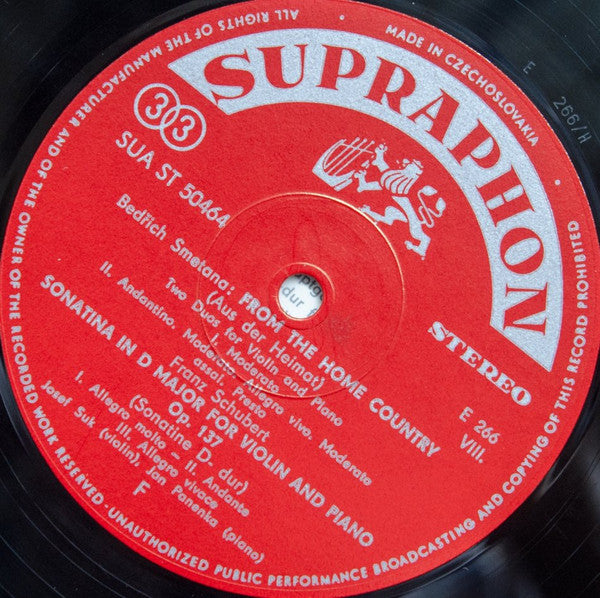 SUPRAPHON
ALL RIGHTS OF THE MANUFACTURER AND OF THE OWNER OF THE RECORDED WORK RESERVED - UNAUTHORIZED PUBLIC PERFORMANCE BROADCASTING AND COPYING OF THIS RECORD PROHIBITED
MADE IN CZECHOSLOVAKIA
33
SUA ST 50464
STEREO
E 266
VIII.
Bedřich Smetana: FROM THE HOME COUNTRY
(Aus der Heimat)
Two Duos for Violin and Piano
I. Moderato
II. Andantino. Moderato. Allegro vivo. Moderato
assai. Presto
Franz Schubert
SONATINA IN D MAJOR FOR VIOLIN AND PIANO
Op. 137
(Sonatine D dur)
I. Allegro molto - II. Andante
III. Allegro vivace
Josef Suk (violin), Jan Panenka (piano)
F
E 266/H
dur